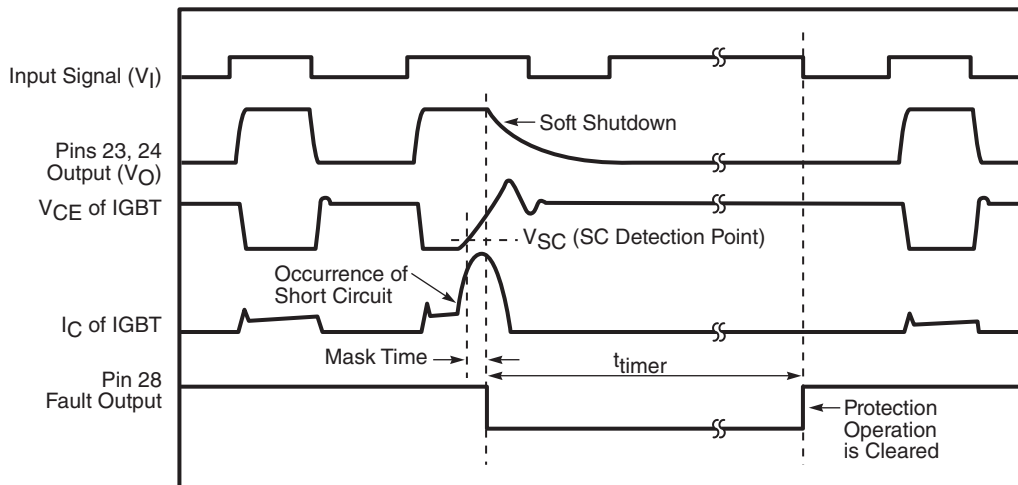 Input Signal (VI)
Soft Shutdown
Pins 23, 24
Output (VO)
VCE of IGBT
VSC (SC Detection Point)
Occurrence of
Short Circuit
IC of IGBT
Mask Time
ttimer
Pin 28
Fault Output
Protection
Operation
is Cleared